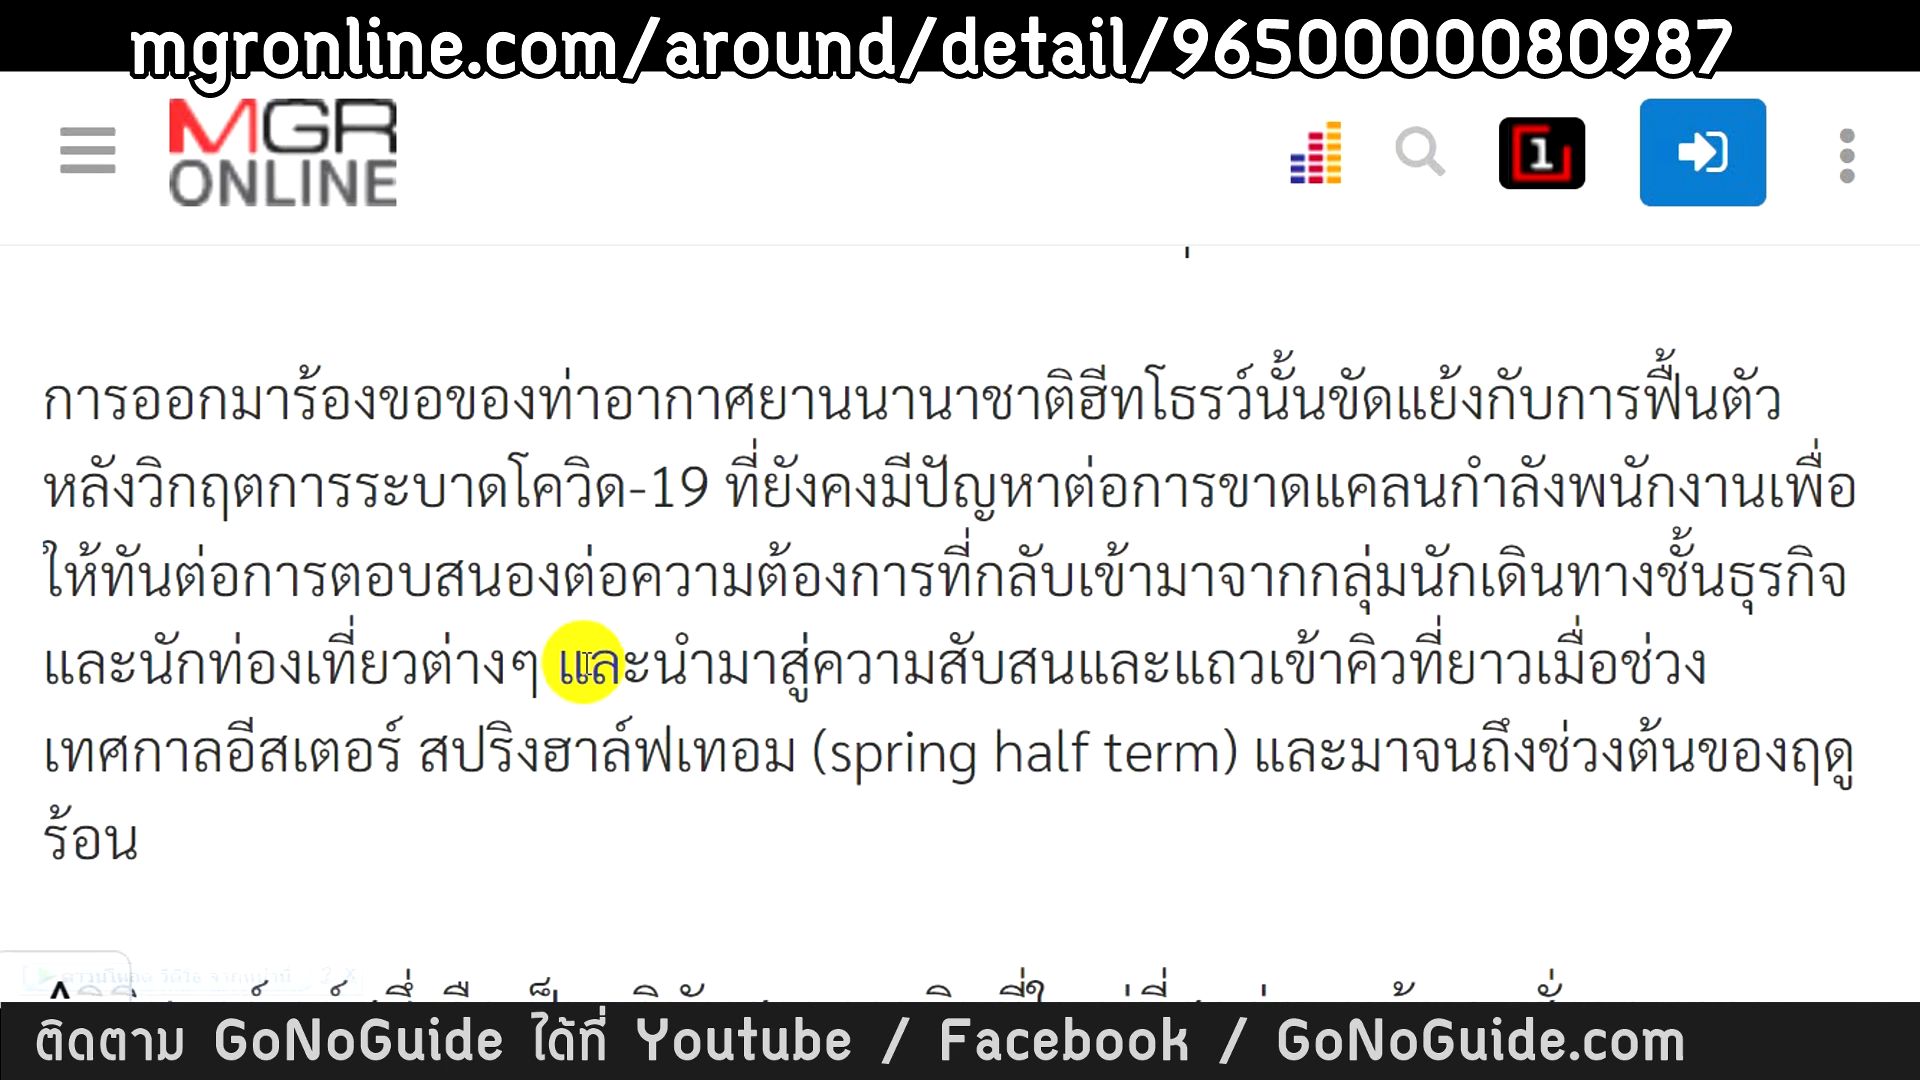 mgronline.com/around/detail/9650000080987
MGR
ONLINE
1
การออกมาร้องขอของท่าอากาศยานนานาชาติฮีทโธรว์นั้นขัดแย้งกับการฟื้นตัว
หลังวิกฤตการระบาดโควิด-19 ที่ยังคงมีปัญหาต่อการขาดแคลนกำลังพนักงานเพื่อ
ให้ทันต่อการตอบสนองต่อความต้องการที่กลับเข้ามาจากกลุ่มนักเดินทางชั้นธุรกิจ
และนักท่องเที่ยวต่างๆ และนำมาสู่ความสับสนและแถวเข้าคิวที่ยาวเมื่อช่วง
เทศกาลอีสเตอร์ สปริงฮาล์ฟเทอม (spring half term) และมาจนถึงช่วงต้นของฤดู
ร้อน
ติดตาม GoNoGuide ได้ที่ Youtube / Facebook / GoNoGuide.com